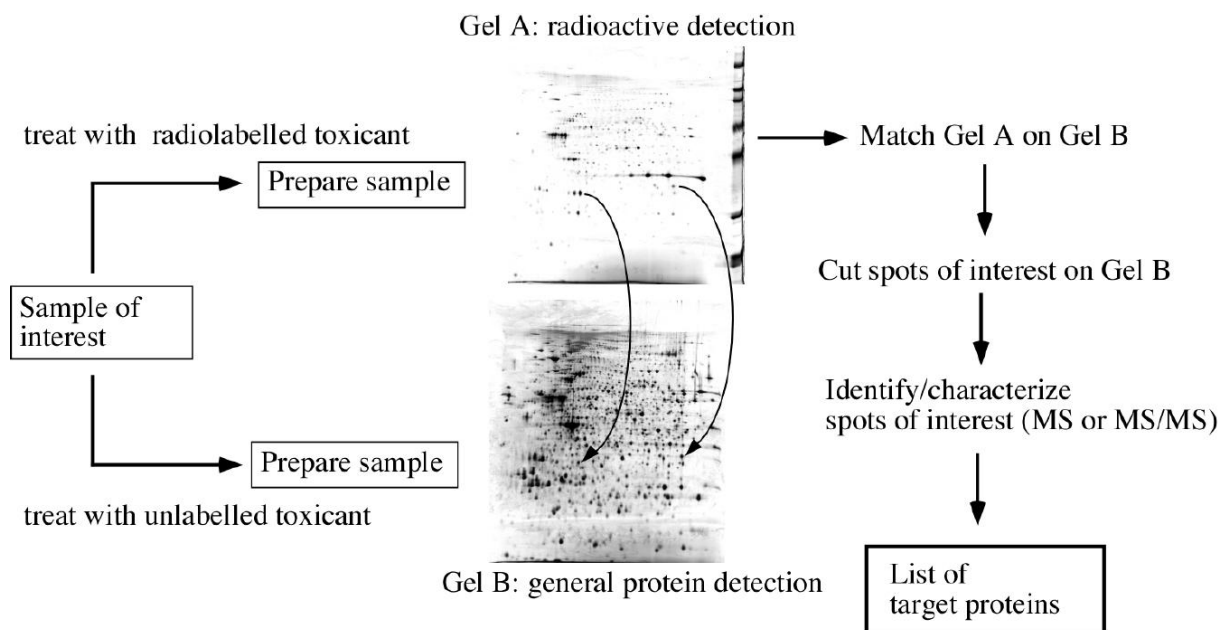 Gel A: radioactive detection
treat with radiolabelled toxicant
Prepare sample
Match Gel A on Gel B
Cut spots of interest on Gel B
Sample of
interest
Identify/characterize
spots of interest (MS or MS/MS)
Prepare sample
treat with unlabelled toxicant
Gel B: general protein detection
List of
target proteins